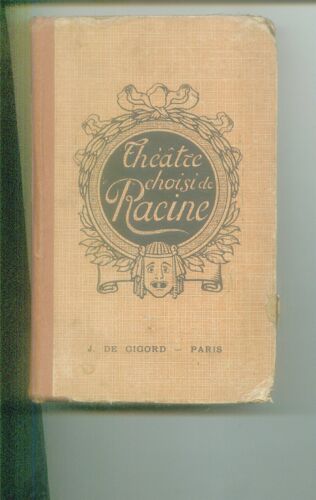 Théâtre
choisi de
Racine
J. DE GIGORD — PARIS